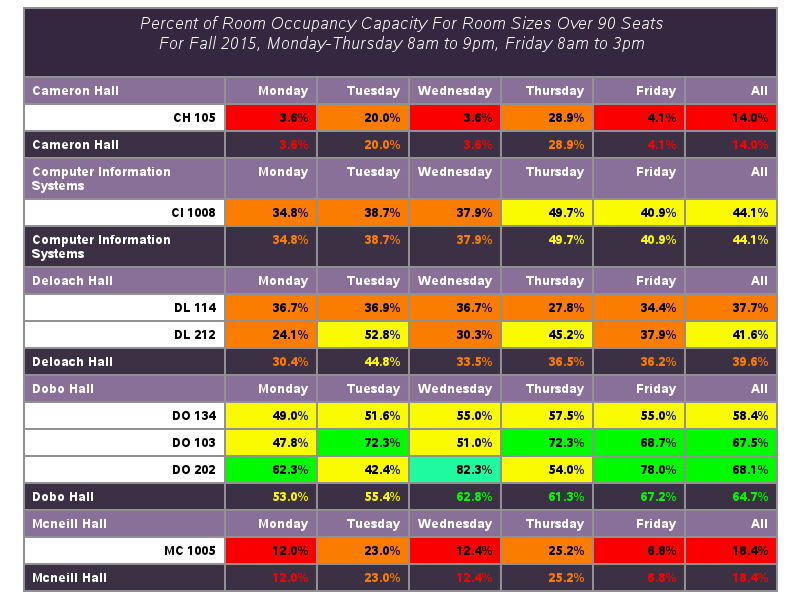 Percent of Room Occupancy Capacity For Room Sizes Over 90 Seats
For Fall 2015, Monday-Thursday 8am to 9pm, Friday 8am to 3pm
Cameron Hall Monday Tuesday Wednesday Thursday Friday All
CH 105 3.6% 20.0% 3.6% 28.9% 4.1% 14.0%
Cameron Hall 3.6% 20.0% 3.6% 28.9% 4.1% 14.0%
Computer Information Monday Tuesday Wednesday Thursday Friday All
Systems
CI 1008 34.8% 38.7% 37.9% 49.7% 40.9% 44.1%
Computer Information 34.8% 38.7% 37.9% 49.7% 40.9% 44.1%
Systems
Deloach Hall Monday Tuesday Wednesday Thursday Friday All
DL 114 36.7% 36.9% 36.7% 27.8% 34.4% 37.7%
DL 212 24.1% 52.8% 30.3% 45.2% 37.9% 41.6%
Deloach Hall 30.4% 44.8% 33.5% 36.5% 36.2% 39.6%
Dobo Hall Monday Tuesday Wednesday Thursday Friday All
DO 134 49.0% 51.6% 55.0% 57.5% 55.0% 58.4%
DO 103 47.8% 72.3% 51.0% 72.3% 68.7% 67.5%
DO 202 62.3% 42.4% 82.3% 54.0% 78.0% 68.1%
Dobo Hall 53.0% 55.4% 62.8% 61.3% 67.2% 64.7%
Mcneill Hall Monday Tuesday Wednesday Thursday Friday All
MC 1005 12.0% 23.0% 12.4% 25.2% 6.8% 18.4%
Mcneill Hall 12.0% 23.0% 12.4% 25.2% 6.8% 18.4%